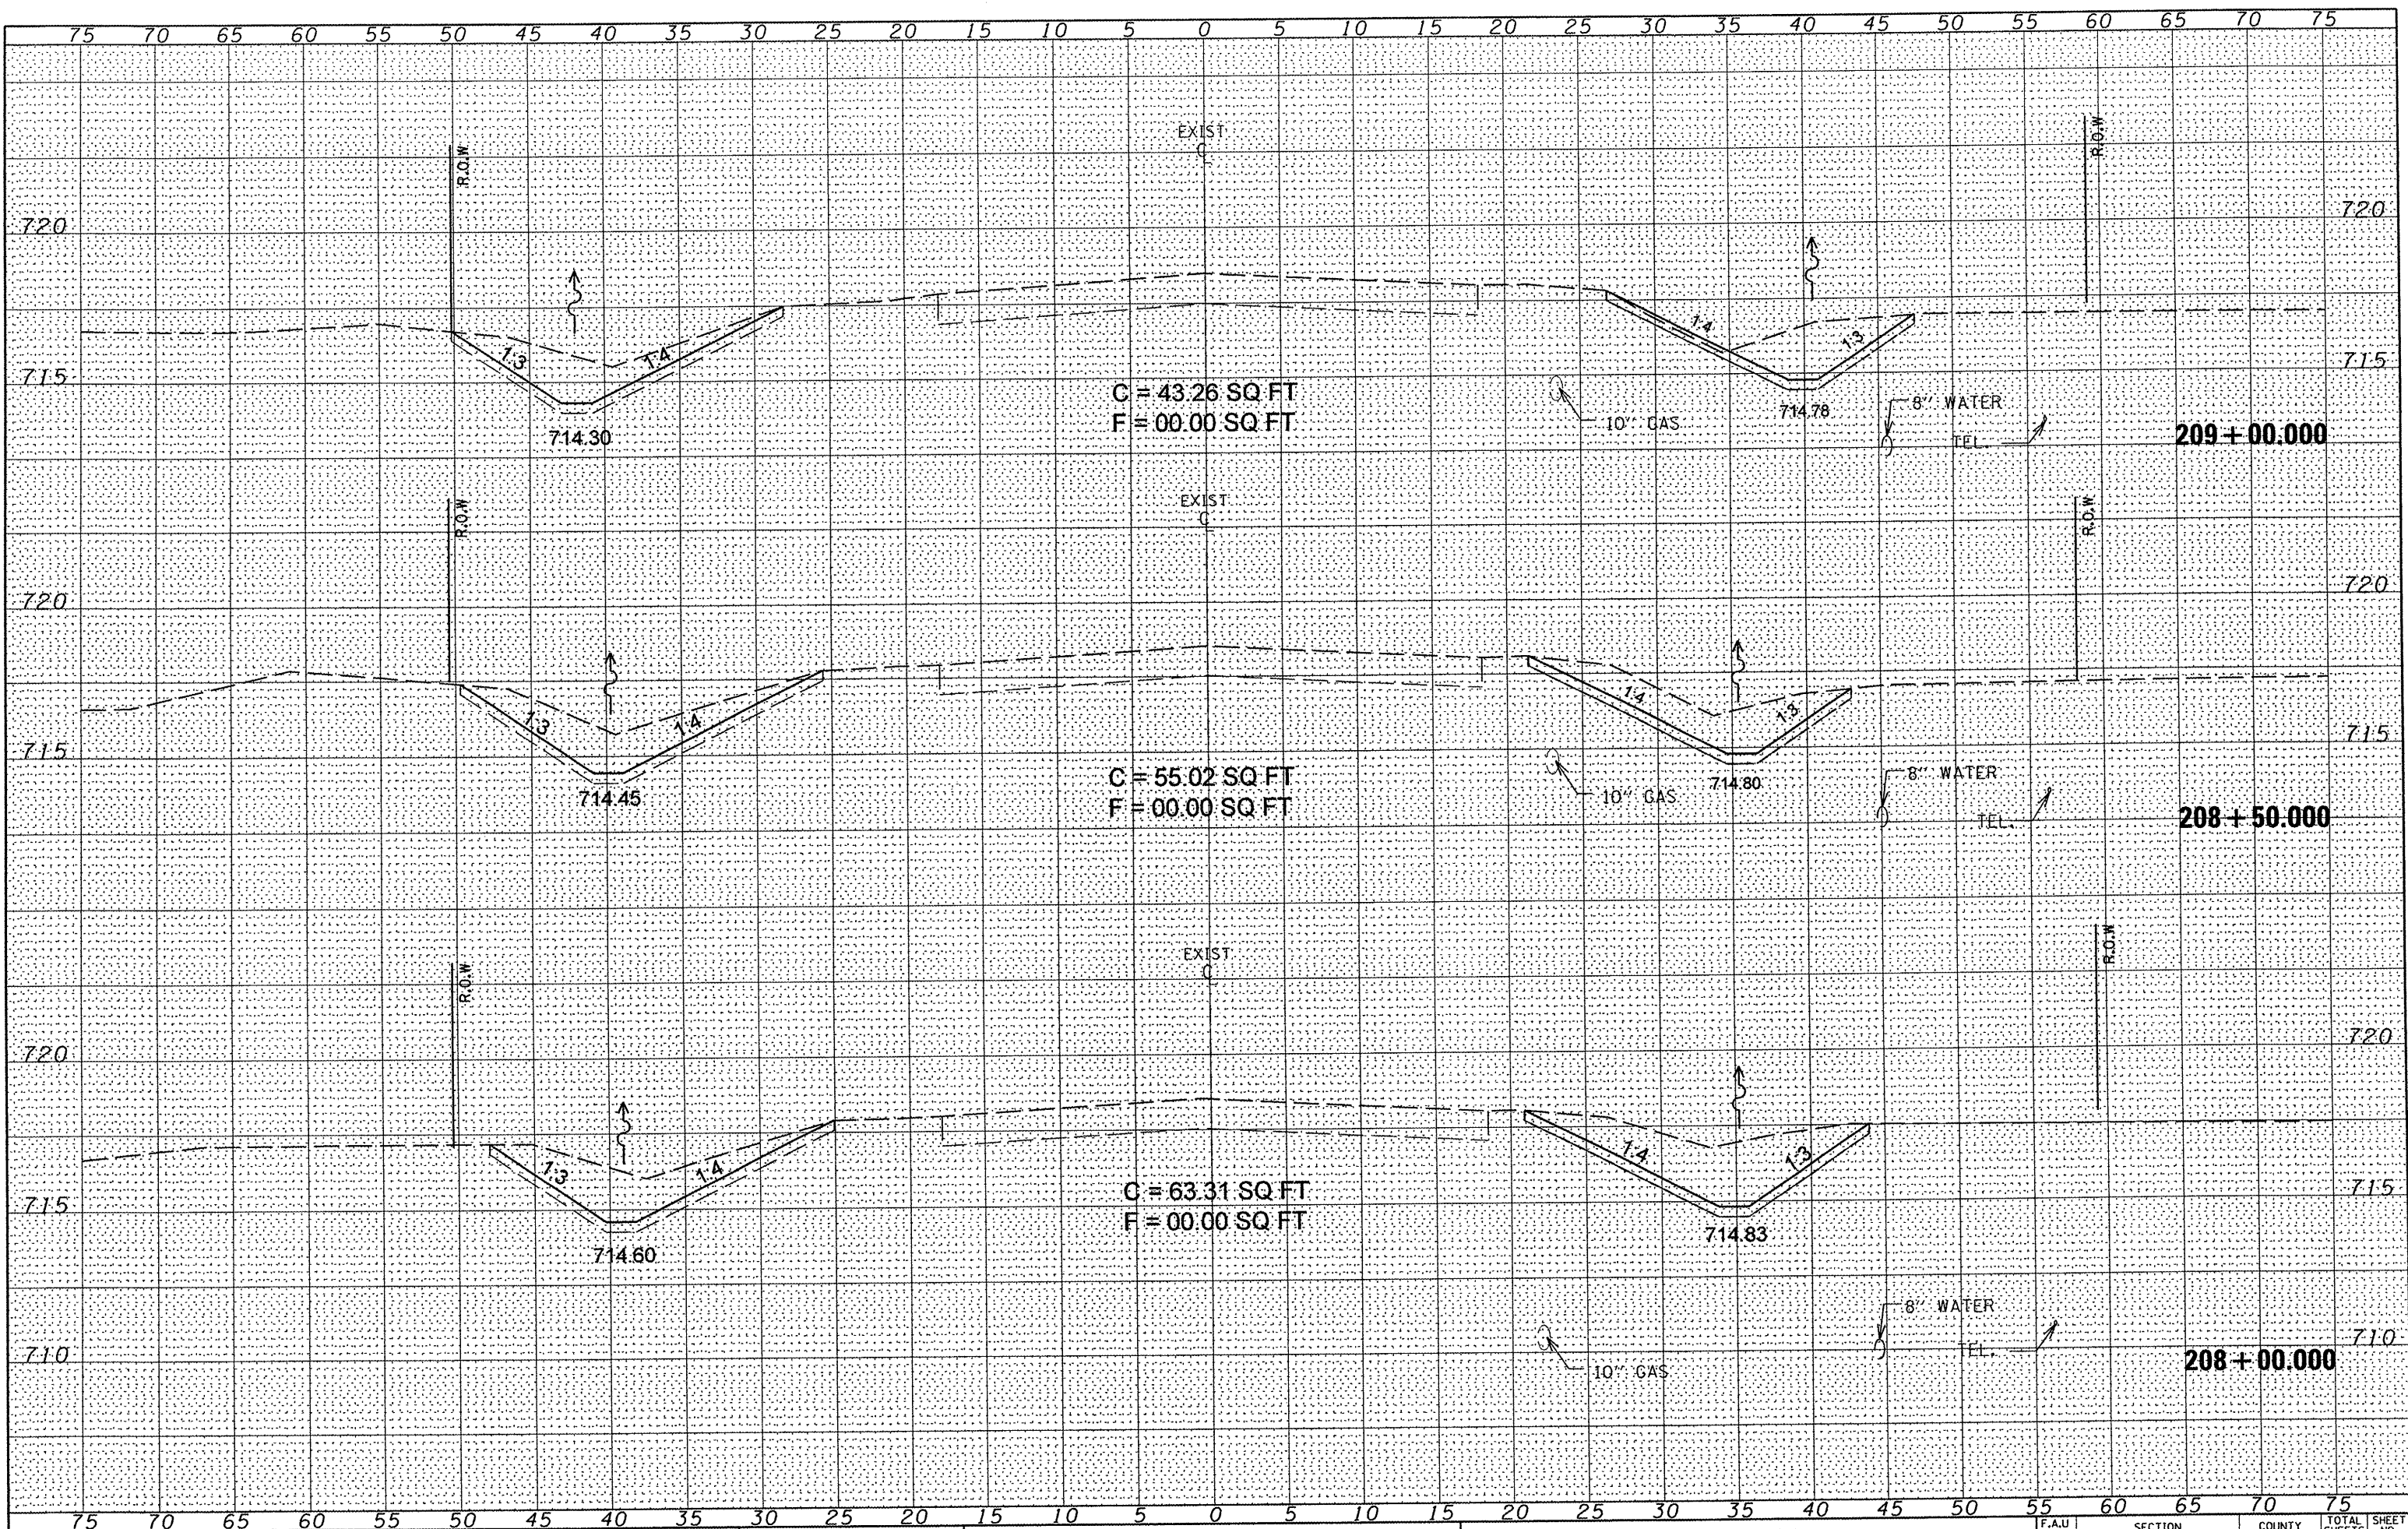 75 70 65 60 55 50 45 40 35 30 25 20 15 10 5 0 5 10 15 20 25 30 35 40 45 50 55 60 65 70 75
EXIST
C̵L
R.O.W
R.O.W
720
720
1:3
1:4
1:4
1:3
715
715
C = 43.26 SQ FT
F = 00.00 SQ FT
714.30
714.78
10" GAS
8" WATER
TEL.
209 + 00.000
EXIST
C̵L
R.O.W
R.O.W
720
720
1:3
1:4
1:4
1:3
715
715
C = 55.02 SQ FT
F = 00.00 SQ FT
714.45
714.80
10" GAS
8" WATER
TEL.
208 + 50.000
EXIST
C̵L
R.O.W
R.O.W
720
720
1:3
1:4
1:4
1:3
715
715
C = 63.31 SQ FT
F = 00.00 SQ FT
714.60
714.83
8" WATER
10" GAS
TEL.
710
710
208 + 00.000
75 70 65 60 55 50 45 40 35 30 25 20 15 10 5 0 5 10 15 20 25 30 35 40 45 50 55 60 65 70 75
F.A.U SECTION COUNTY TOTAL SHEET